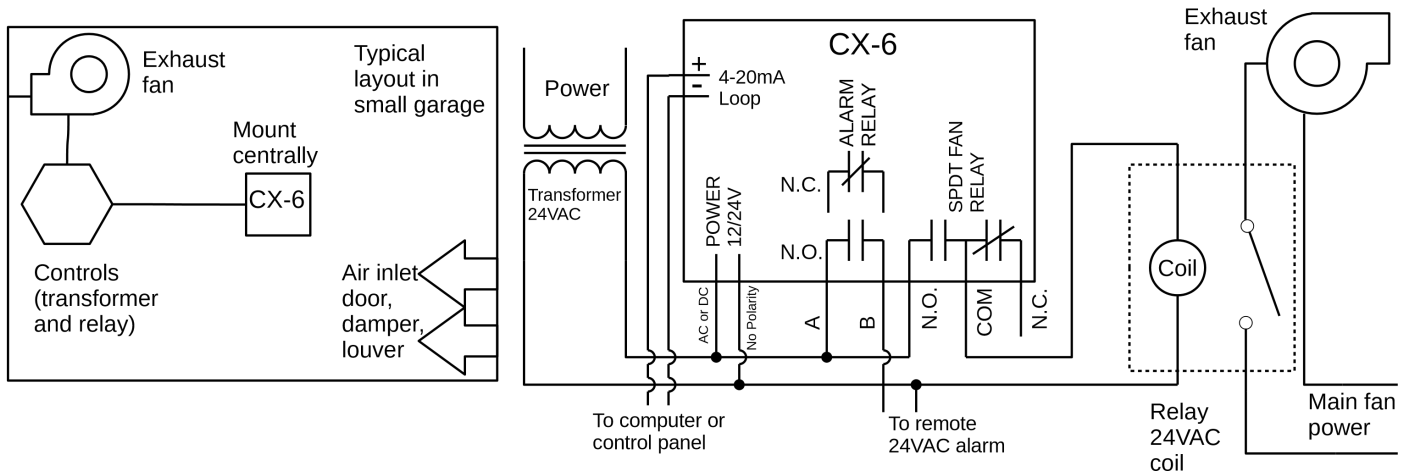 Exhaust
fan
Typical
layout in
small garage
Mount
centrally
CX-6
Controls
(transformer
and relay)
Air inlet
door,
damper,
louver
Power
Transformer
24VAC
CX-6
+
-
4-20mA
Loop
ALARM
RELAY
N.C.
N.O.
POWER
12/24V
SPDT FAN
RELAY
AC or DC
No Polarity
A
B
N.O.
COM
N.C.
To computer or
control panel
To remote
24VAC alarm
Exhaust
fan
Coil
Relay
24VAC
coil
Main fan
power